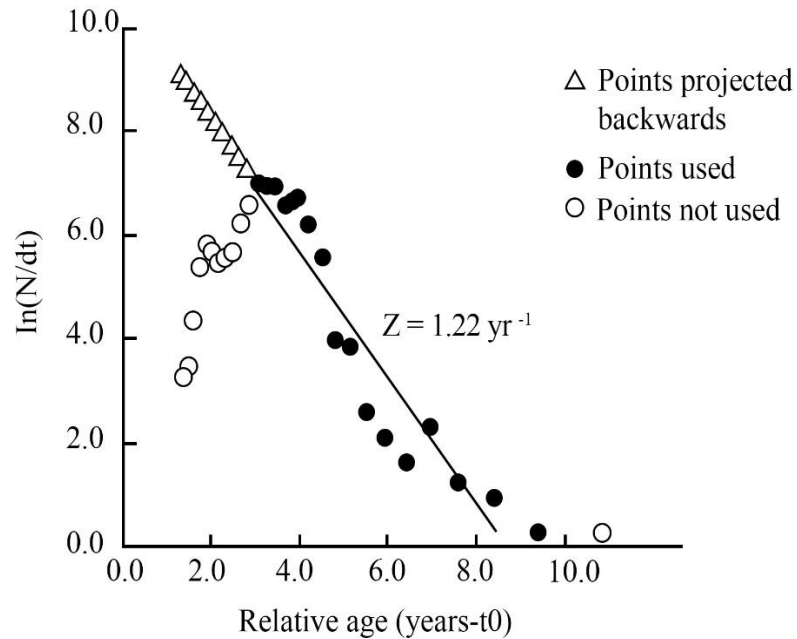 10.0
10.0
8.0
6.0
4.0
2.0
0.0
ln(N/dt)
0.0 2.0 4.0 6.0 8.0 10.0
Relative age (years-t0)
Z = 1.22 yr -1
Points projected
backwards
Points used
Points not used